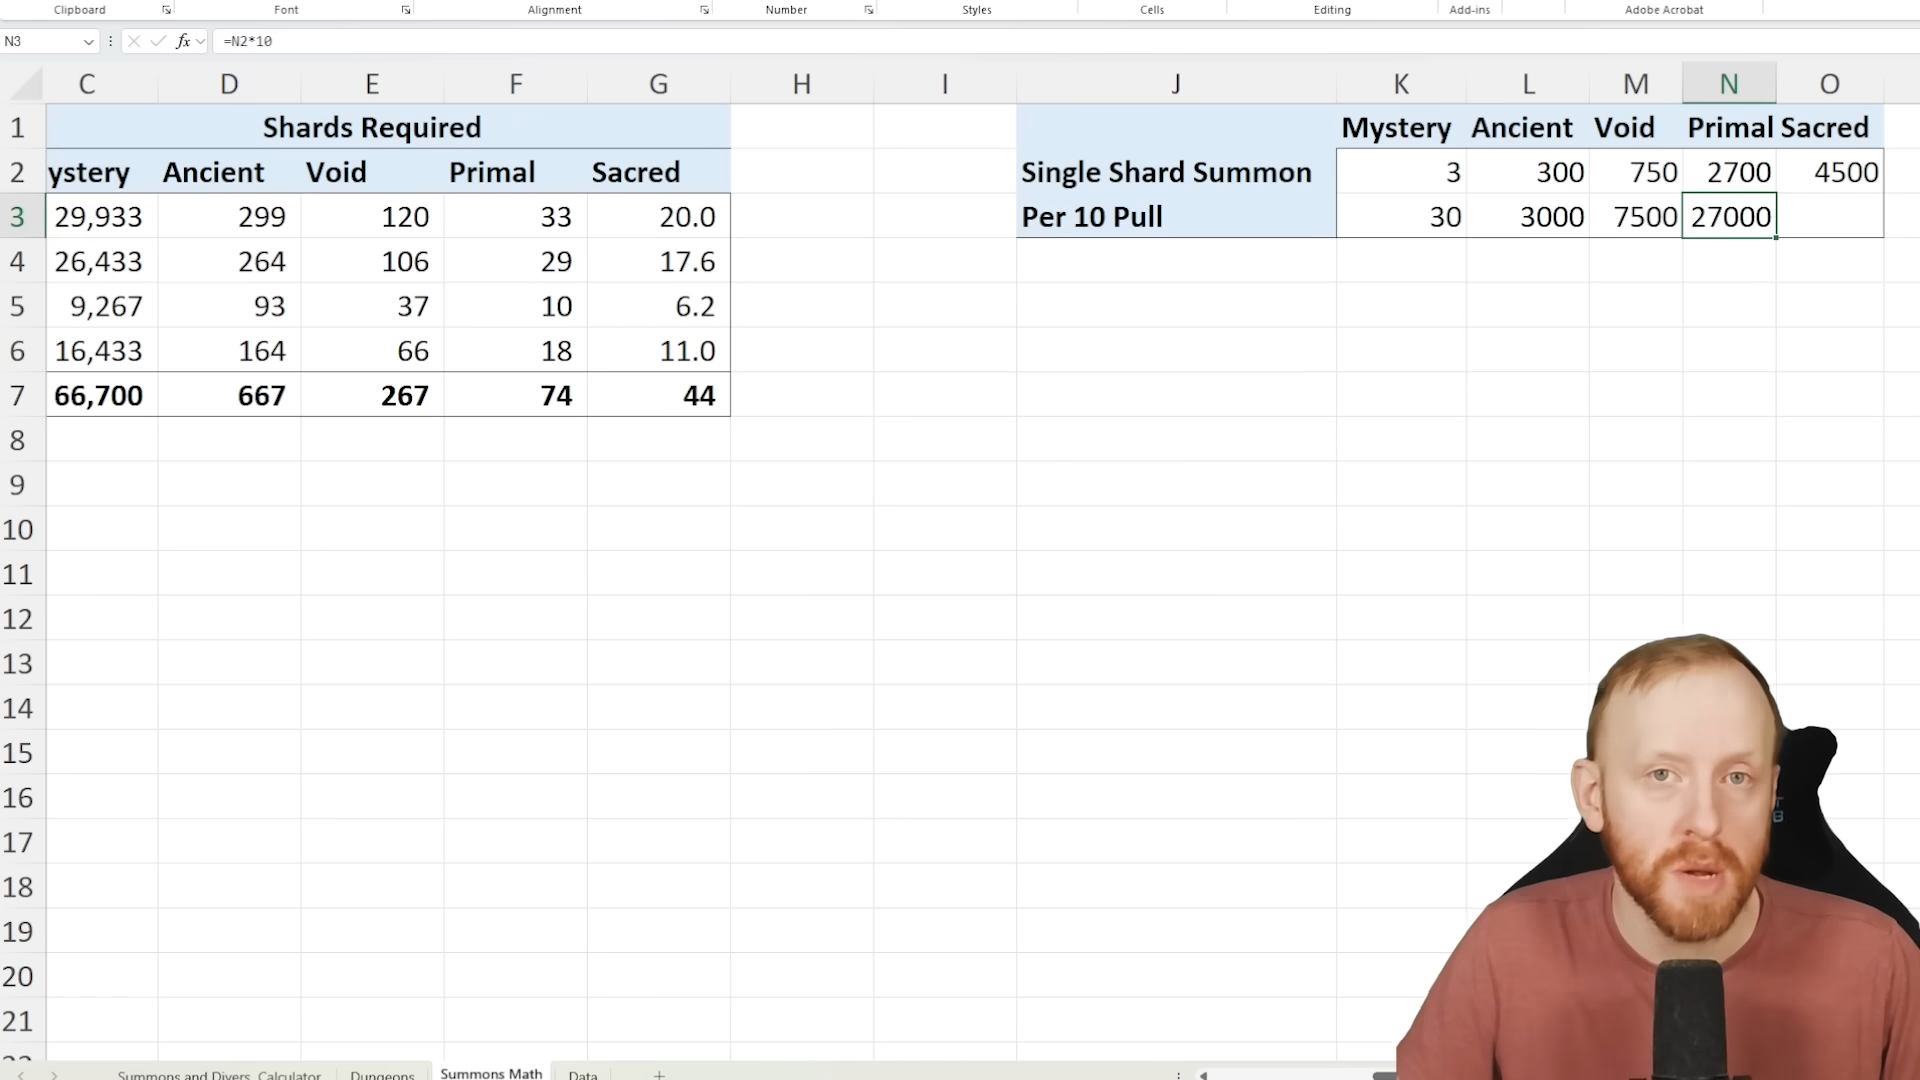 Clipboard Font Alignment Number Styles Cells Editing Add-ins Adobe Acrobat
N3 fx =N2*10
C D E F G H I J K L M N O
1 Shards Required Mystery Ancient Void Primal Sacred
2 ystery Ancient Void Primal Sacred Single Shard Summon 3 300 750 2700 4500
3 29,933 299 120 33 20.0 Per 10 Pull 30 3000 7500 27000
4 26,433 264 106 29 17.6
5 9,267 93 37 10 6.2
6 16,433 164 66 18 11.0
7 66,700 667 267 74 44
8
9
10
11
12
13
14
15
16
17
18
19
20
21
Summons and Divers. Calculator Dungeons Summons Math Data +